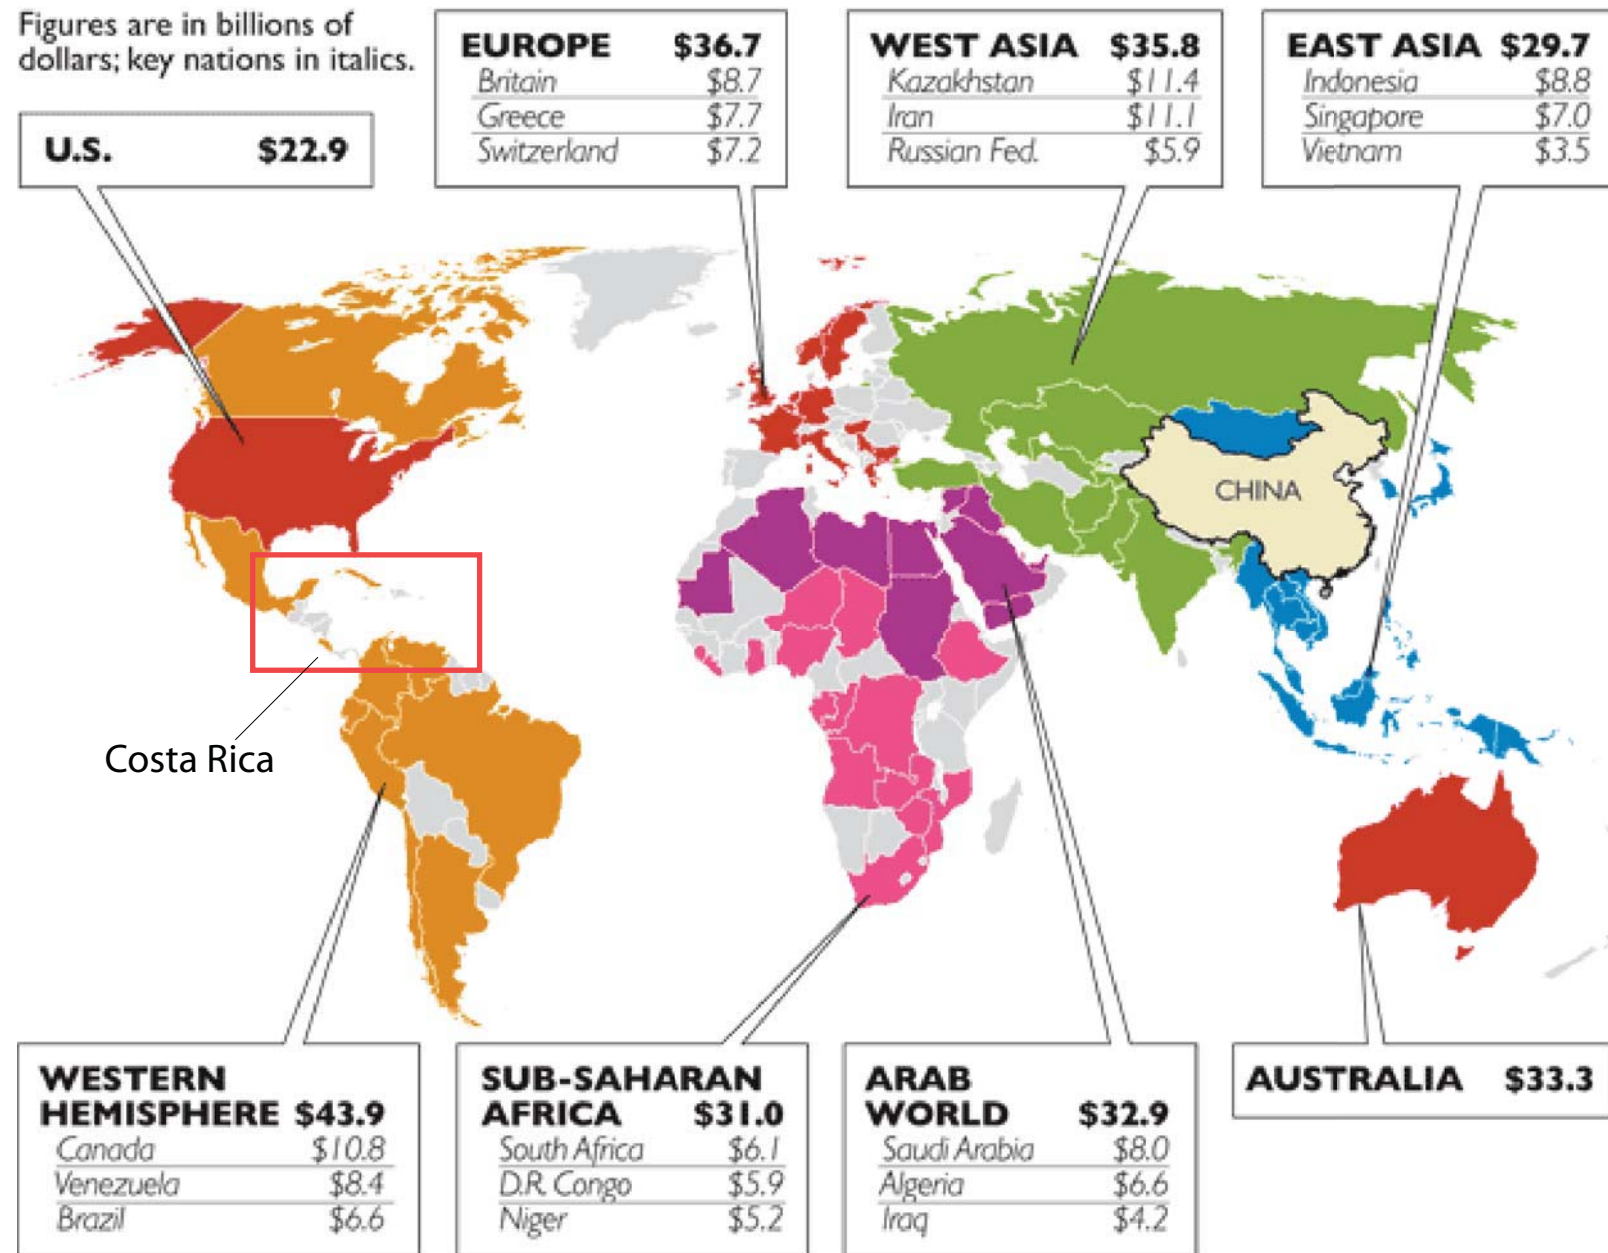 Figures are in billions of
dollars; key nations in italics.
U.S. $22.9
EUROPE $36.7
Britain $8.7
Greece $7.7
Switzerland $7.2
WEST ASIA $35.8
Kazakhstan $11.4
Iran $11.1
Russian Fed. $5.9
EAST ASIA $29.7
Indonesia $8.8
Singapore $7.0
Vietnam $3.5
CHINA
Costa Rica
WESTERN
HEMISPHERE $43.9
Canada $10.8
Venezuela $8.4
Brazil $6.6
SUB-SAHARAN
AFRICA $31.0
South Africa $6.1
D.R. Congo $5.9
Niger $5.2
ARAB
WORLD $32.9
Saudi Arabia $8.0
Algeria $6.6
Iraq $4.2
AUSTRALIA $33.3